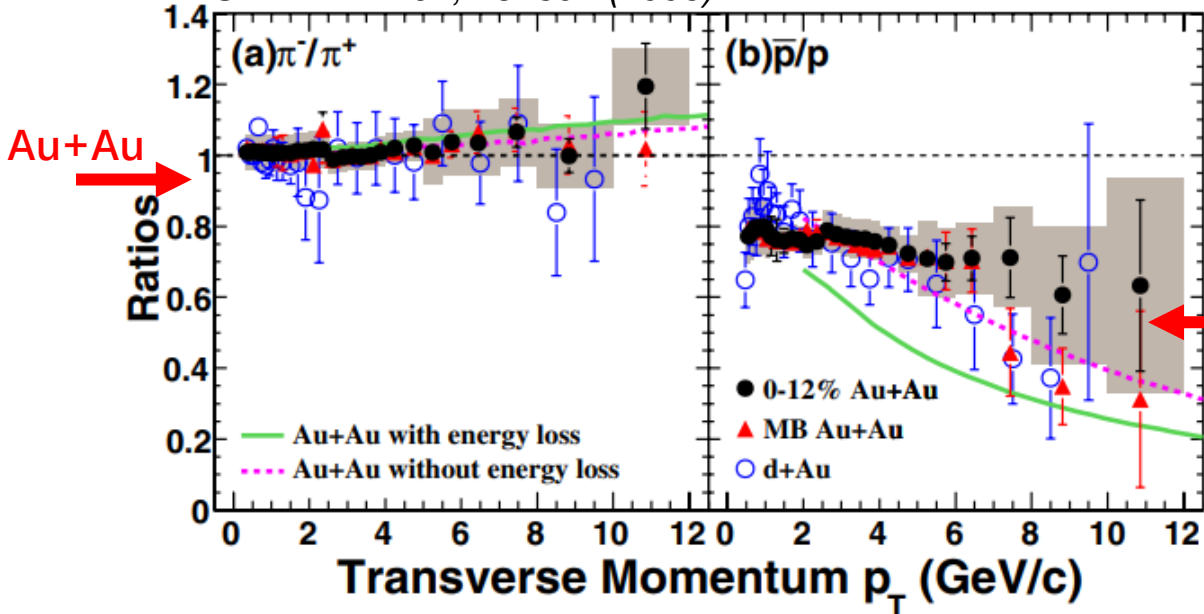 1.4
1.2
1
0.8
0.6
0.4
0.2
0
Ratios
Au+Au
(a)π⁻/π⁺
Au+Au with energy loss
Au+Au without energy loss
0 2 4 6 8 10 12
(b)p̅/p
0-12% Au+Au
MB Au+Au
d+Au
0 2 4 6 8 10 12
Transverse Momentum p_T (GeV/c)